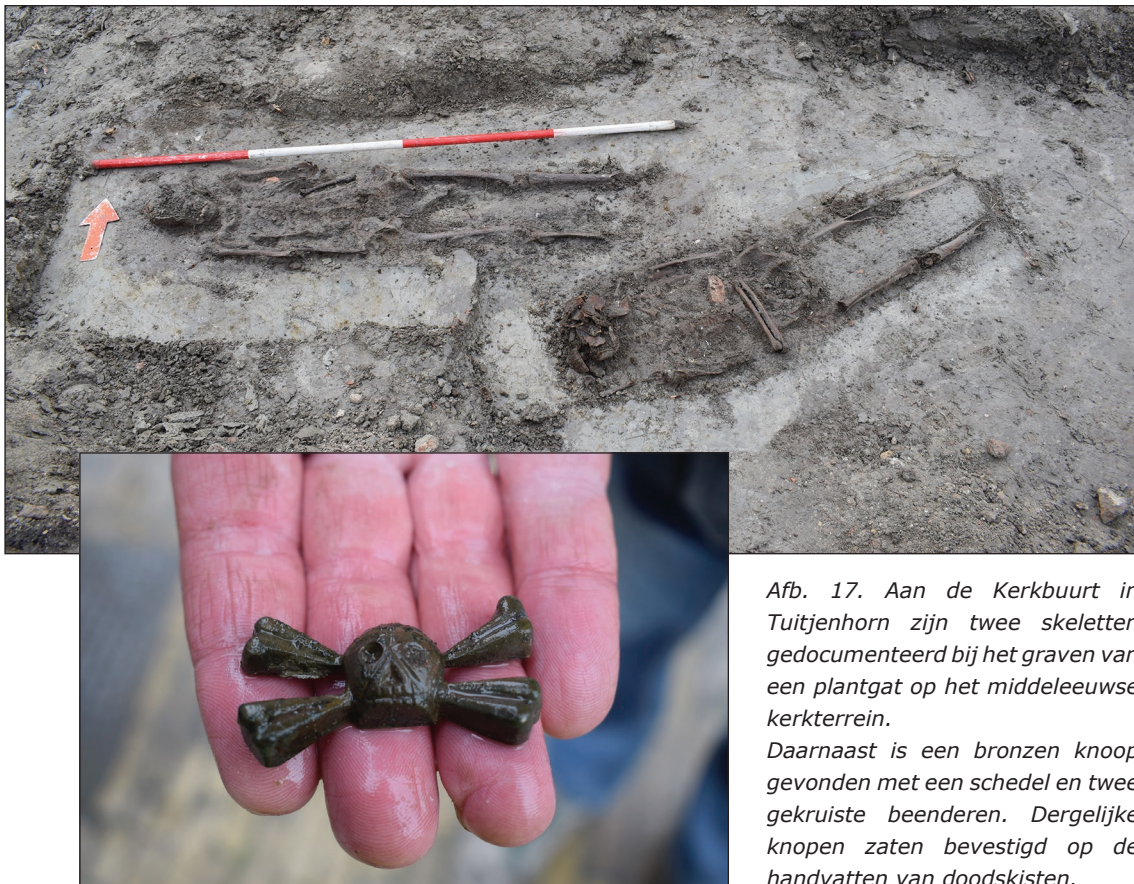 Afb. 17. Aan de Kerkbuurt in
Tuitjenhorn zijn twee skeletten
gedocumenteerd bij het graven van
een plantgat op het middeleeuwse
kerkterrein.
Daarnaast is een bronzen knoop
gevonden met een schedel en twee
gekruiste beenderen. Dergelijke
knopen zaten bevestigd op de
handvatten van doodskisten.